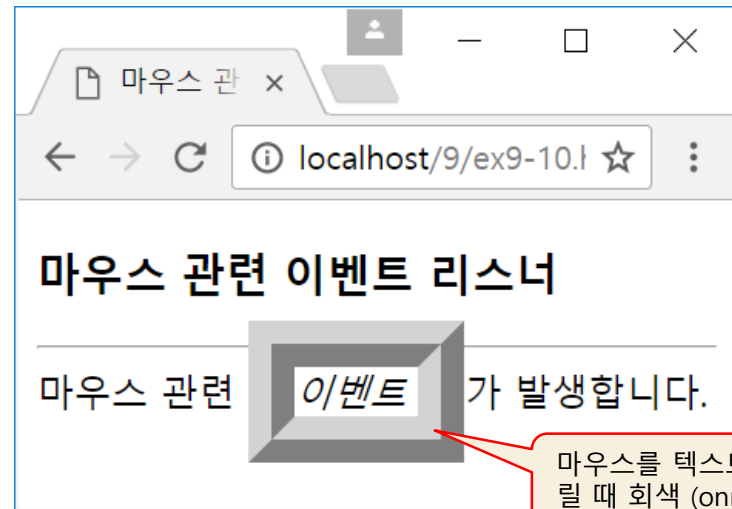 마우스 관
localhost/9/ex9-10.h
마우스 관련 이벤트 리스너
마우스 관련 이벤트 가 발생합니다.
마우스를 텍스트
릴 때 회색 (on